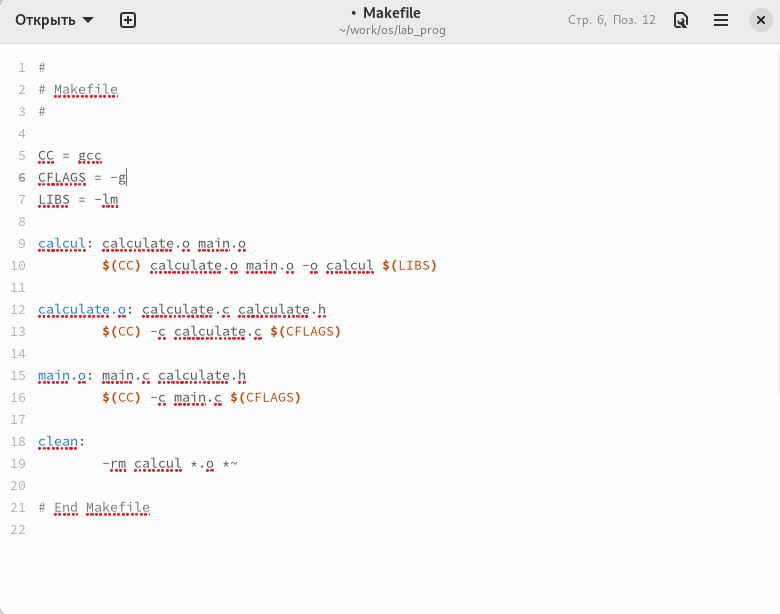 Открыть
• Makefile
~/work/os/lab_prog
Стр. 6, Поз. 12
1 #
2 # Makefile
3 #
4
5 CC = gcc
6 CFLAGS = -g
7 LIBS = -lm
8
9 calcul: calculate.o main.o
10 $(CC) calculate.o main.o -o calcul $(LIBS)
11
12 calculate.o: calculate.c calculate.h
13 $(CC) -c calculate.c $(CFLAGS)
14
15 main.o: main.c calculate.h
16 $(CC) -c main.c $(CFLAGS)
17
18 clean:
19 -rm calcul *.o *~
20
21 # End Makefile
22